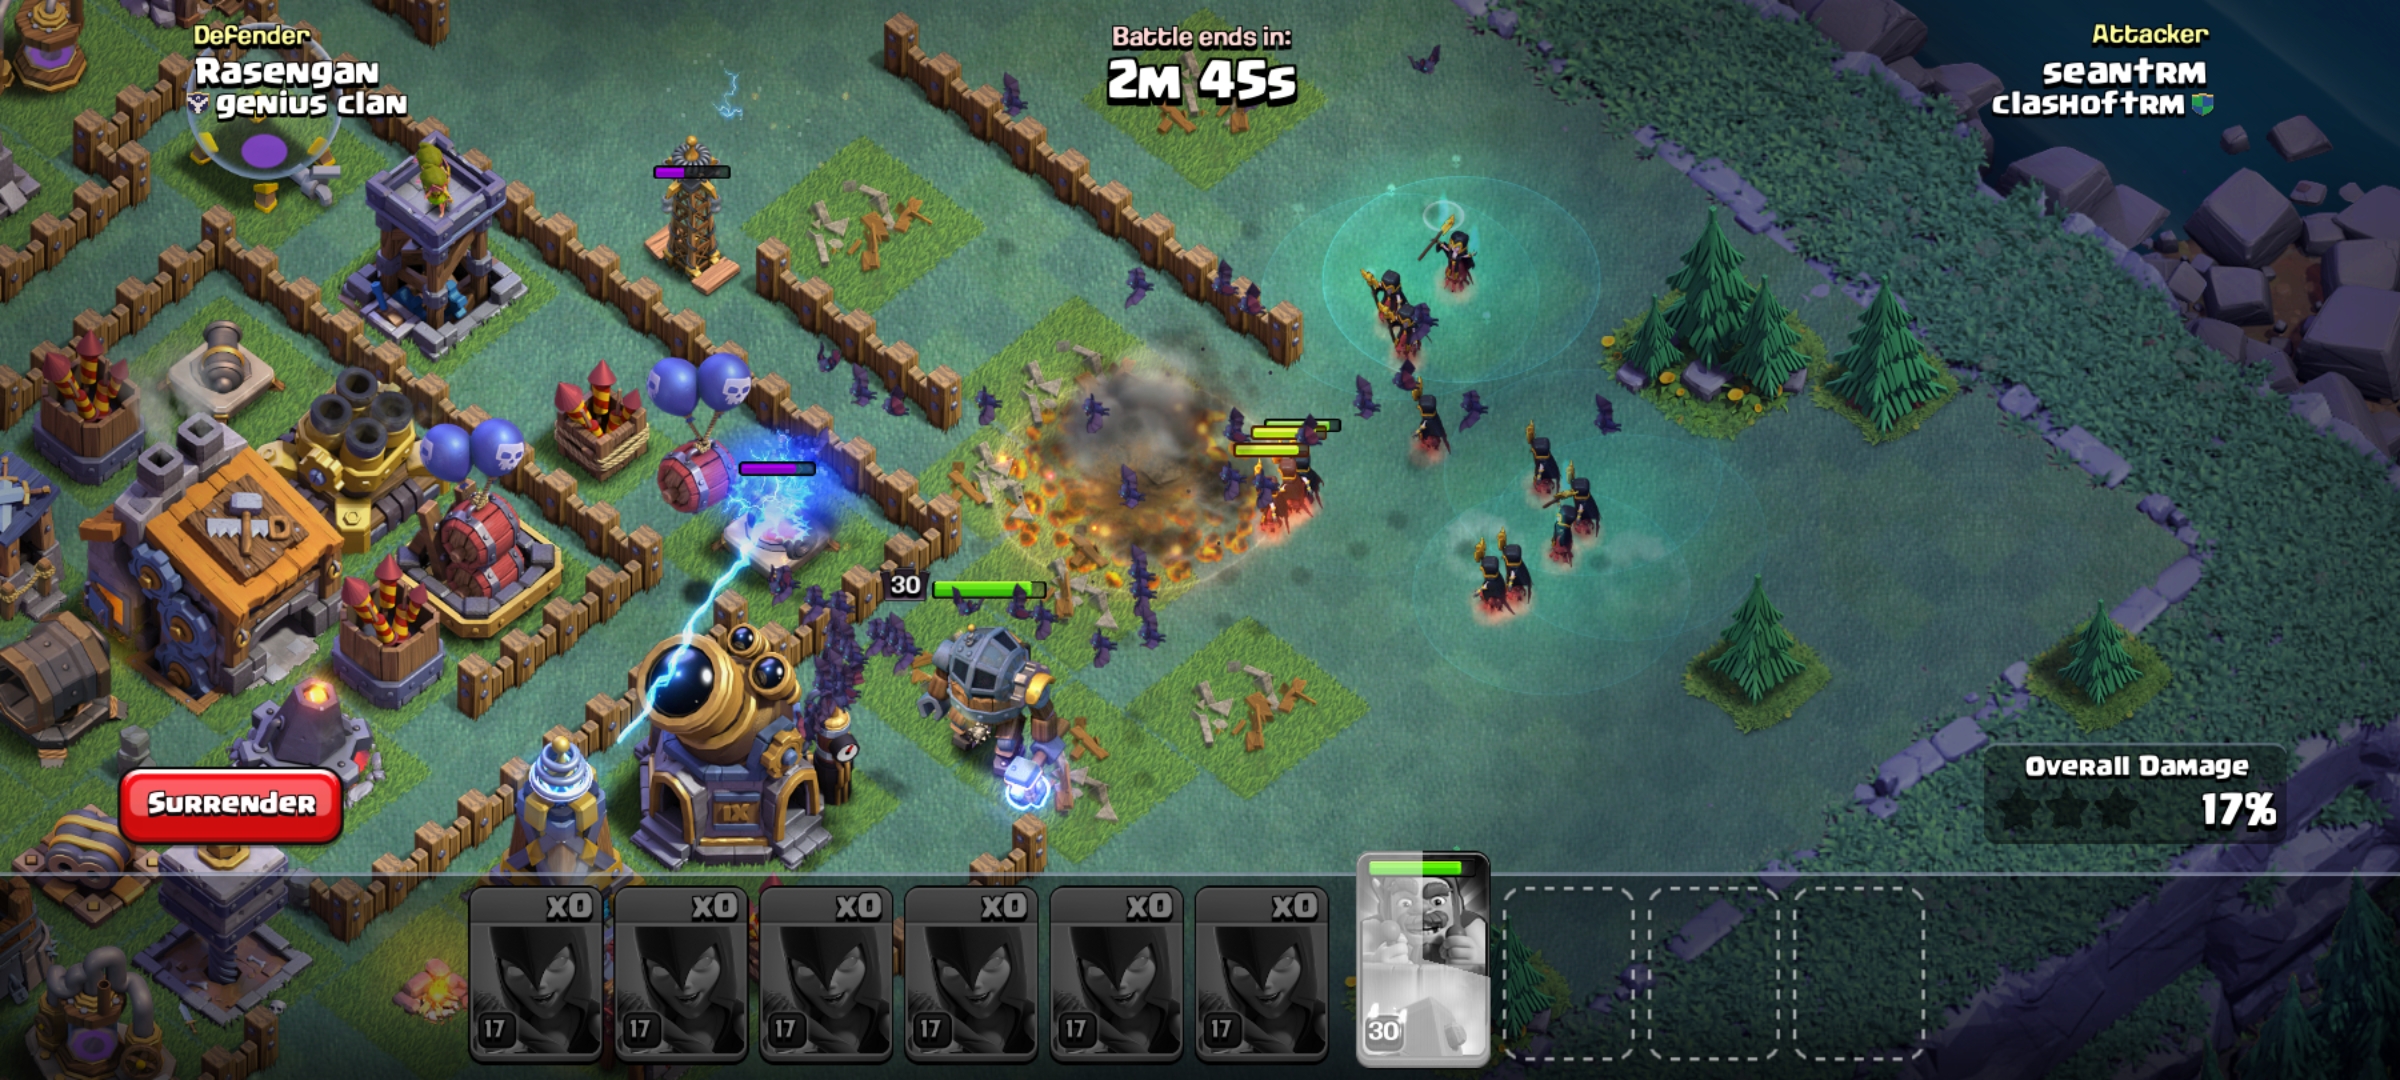 Defender
Rasengan
genius clan
Battle ends in:
2m 45s
Attacker
seantrm
clashoftrm
30
IX
Surrender
Overall Damage
17%
x0
x0
x0
x0
x0
x0
17
17
17
17
17
17
30